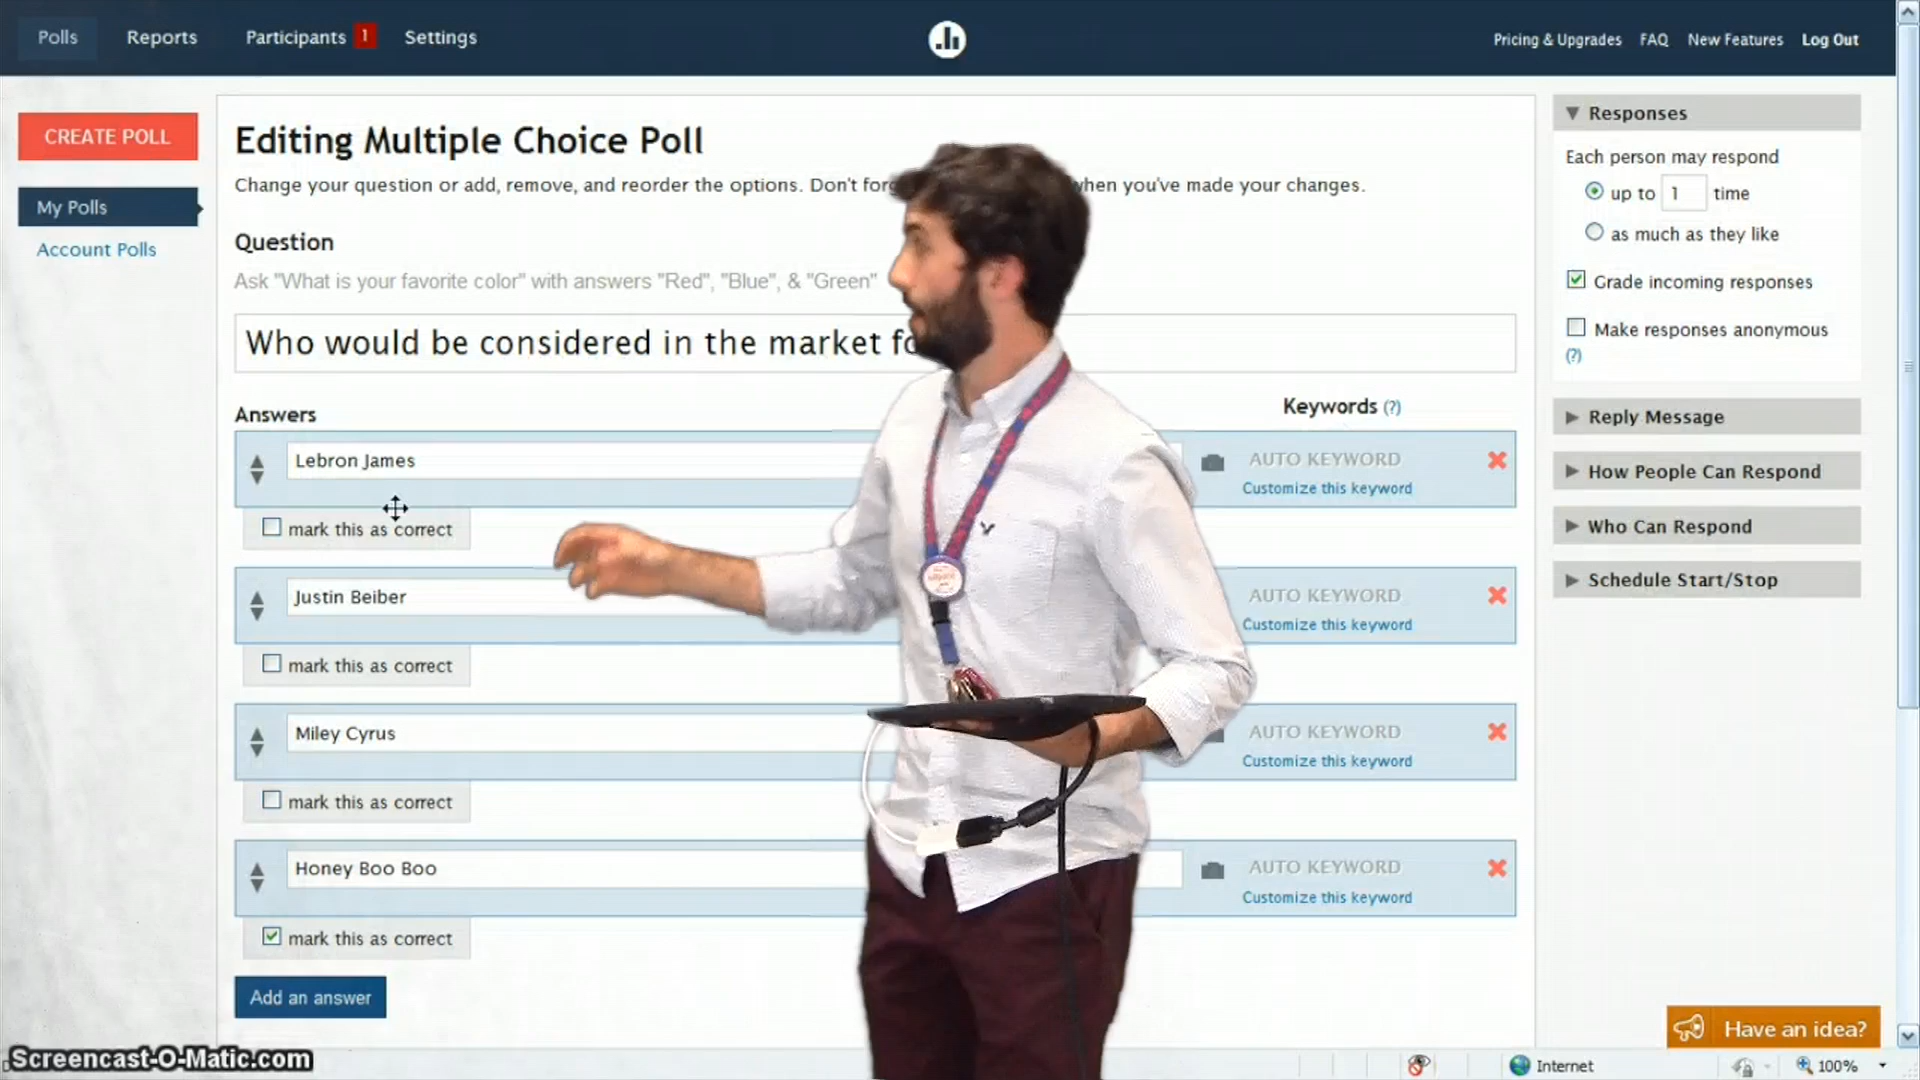 Polls Reports Participants 1 Settings Pricing & Upgrades FAQ New Features Log Out
CREATE POLL
My Polls
Account Polls
Editing Multiple Choice Poll
Change your question or add, remove, and reorder the options. Don't when you've made your changes.
Question
Ask "What is your favorite color" with answers "Red", "Blue", & "Green"
Who would be considered in the market
Answers Keywords (?)
Lebron James AUTO KEYWORD
Customize this keyword
mark this as correct
Justin Beiber AUTO KEYWORD
Customize this keyword
mark this as correct
Miley Cyrus AUTO KEYWORD
Customize this keyword
mark this as correct
Honey Boo Boo AUTO KEYWORD
Customize this keyword
mark this as correct
Add an answer
Responses
Each person may respond
up to 1 time
as much as they like
Grade incoming responses
Make responses anonymous
(?)
Reply Message
How People Can Respond
Who Can Respond
Schedule Start/Stop
Have an idea?
Screencast-O-Matic.com
Internet 100%